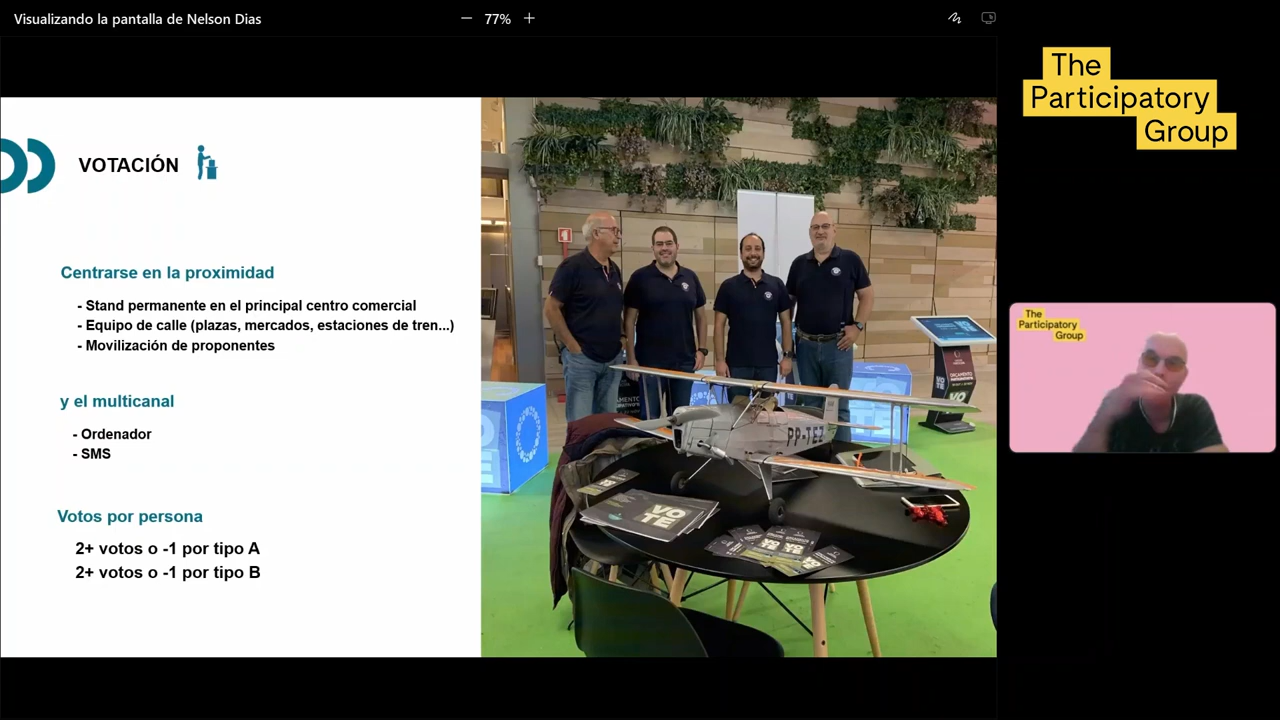 Visualizando la pantalla de Nelson Dias
77%
The
Participatory
Group
VOTACIÓN
Centrarse en la proximidad
- Stand permanente en el principal centro comercial
- Equipo de calle (plazas, mercados, estaciones de tren...)
- Movilización de proponentes
y el multicanal
- Ordenador
- SMS
Votos por persona
2+ votos o -1 por tipo A
2+ votos o -1 por tipo B
PP-TEZ
VO
TE
The
Participatory
Group